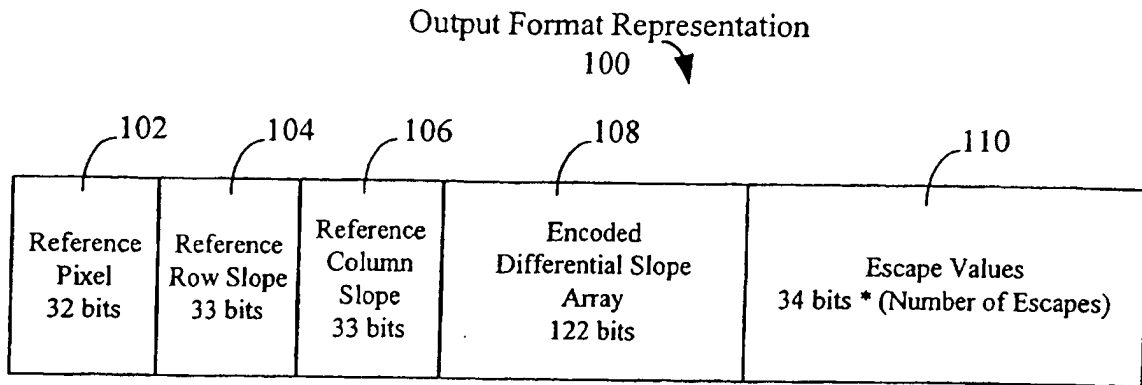 Output Format Representation
100
102
104
106
108
110
Reference
Pixel
32 bits
Reference
Row Slope
33 bits
Reference
Column
Slope
33 bits
Encoded
Differential Slope
Array
122 bits
Escape Values
34 bits * (Number of Escapes)